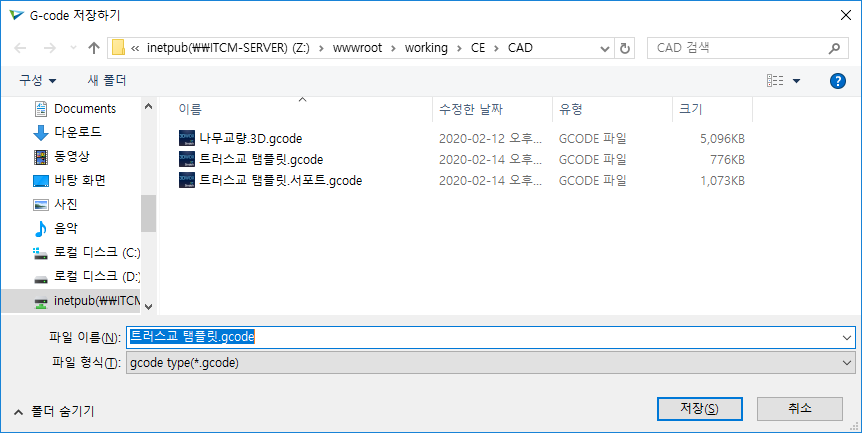 G-code 저장하기
« inetpub(₩₩ITCM-SERVER) (Z:) > wwwroot > working > CE > CAD
CAD 검색
구성 새 폴더
이름 수정한 날짜 유형 크기
Documents
다운로드
동영상
바탕 화면
사진
음악
로컬 디스크 (C:)
로컬 디스크 (D:)
inetpub(₩₩ITCM
나무교량.3D.gcode 2020-02-12 오후... GCODE 파일 5,096KB
트러스교 탬플릿.gcode 2020-02-14 오후... GCODE 파일 776KB
트러스교 탬플릿.서포트.gcode 2020-02-14 오후... GCODE 파일 1,073KB
파일 이름(N): 트러스교 탬플릿.gcode
파일 형식(T): gcode type(*.gcode)
폴더 숨기기
저장(S) 취소